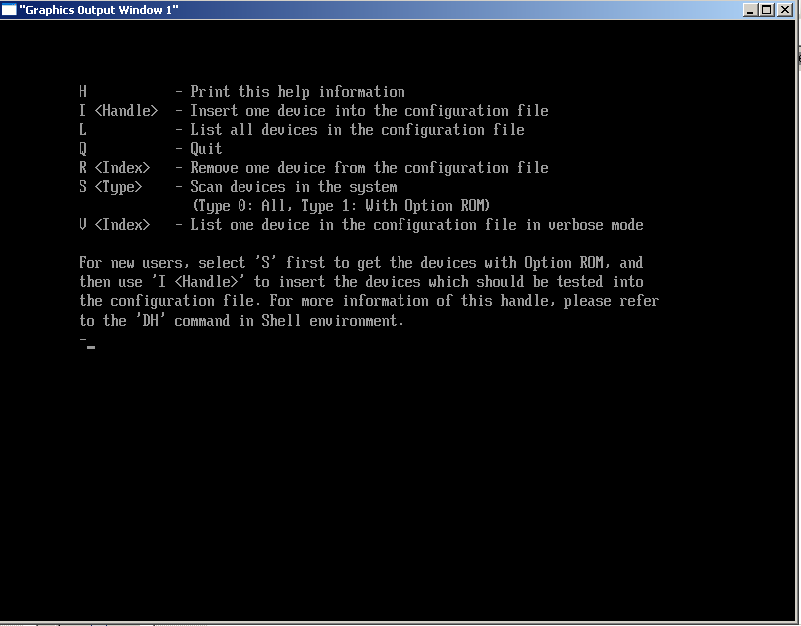 "Graphics Output Window 1"
H - Print this help information
I <Handle> - Insert one device into the configuration file
L - List all devices in the configuration file
Q - Quit
R <Index> - Remove one device from the configuration file
S <Type> - Scan devices in the system
(Type 0: All, Type 1: With Option ROM)
V <Index> - List one device in the configuration file in verbose mode
For new users, select 'S' first to get the devices with Option ROM, and
then use 'I <Handle>' to insert the devices which should be tested into
the configuration file. For more information of this handle, please refer
to the 'DH' command in Shell environment.
-_